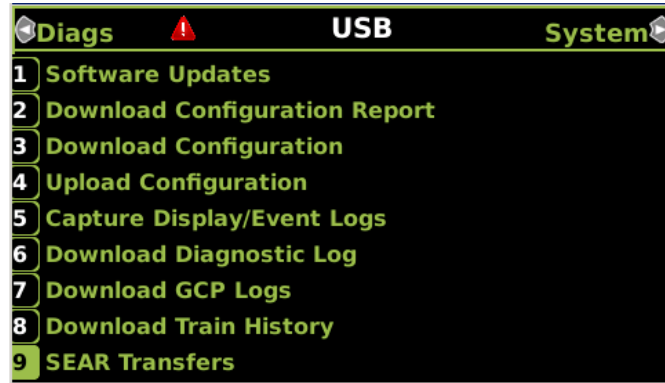 Diags USB System
1 Software Updates
2 Download Configuration Report
3 Download Configuration
4 Upload Configuration
5 Capture Display/Event Logs
6 Download Diagnostic Log
7 Download GCP Logs
8 Download Train History
9 SEAR Transfers